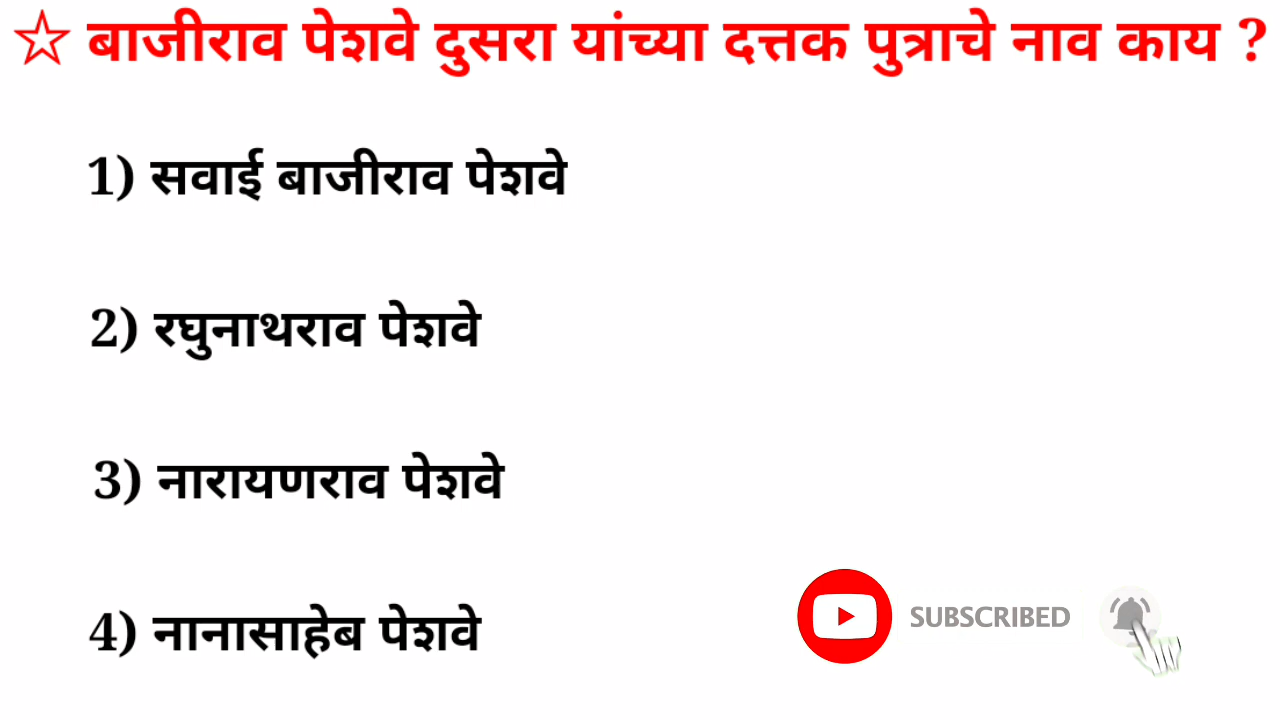 ☆ बाजीराव पेशवे दुसरा यांच्या दत्तक पुत्राचे नाव काय ?
1) सवाई बाजीराव पेशवे
2) रघुनाथराव पेशवे
3) नारायणराव पेशवे
4) नानासाहेब पेशवे
SUBSCRIBED